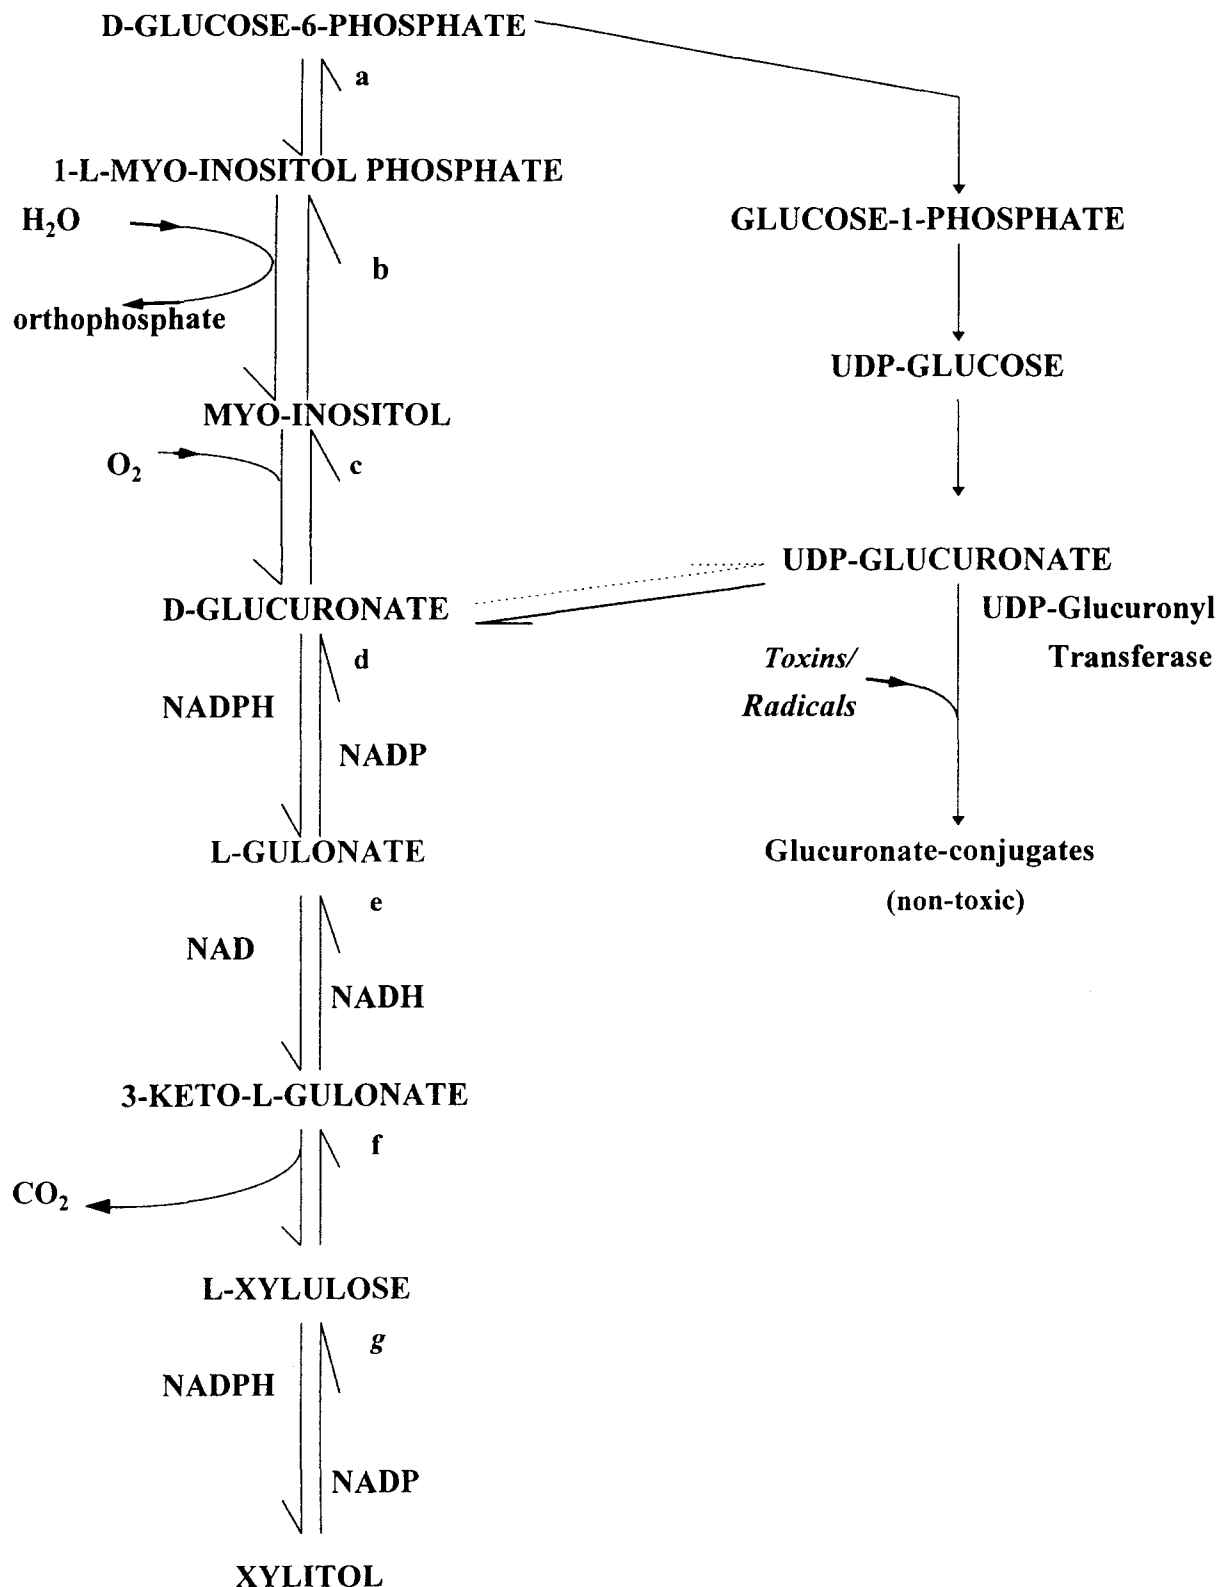 D-GLUCOSE-6-PHOSPHATE
a
1-L-MYO-INOSITOL PHOSPHATE
H₂O
b
orthophosphate
MYO-INOSITOL
O₂
c
D-GLUCURONATE
d
NADPH
NADP
L-GULONATE
e
NAD
NADH
3-KETO-L-GULONATE
f
CO₂
L-XYLULOSE
g
NADPH
NADP
XYLITOL
GLUCOSE-1-PHOSPHATE
UDP-GLUCOSE
UDP-GLUCURONATE
UDP-Glucuronyl
Transferase
Toxins/
Radicals
Glucuronate-conjugates
(non-toxic)